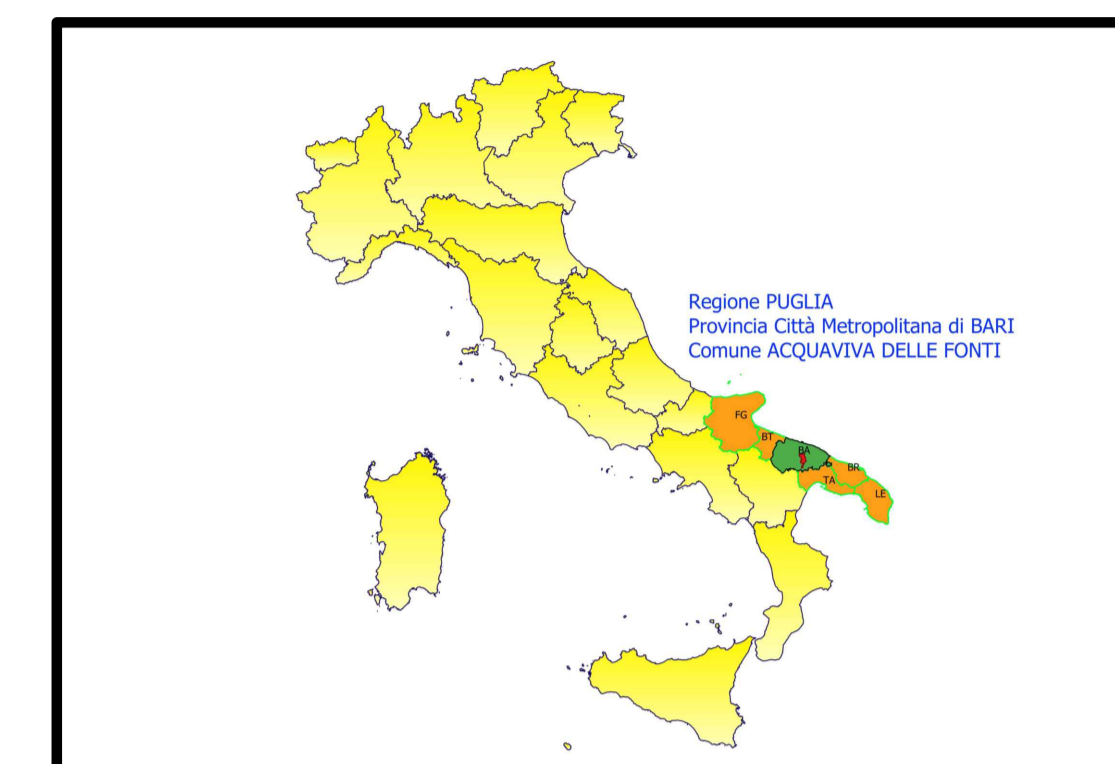 Regione PUGLIA
Provincia Città Metropolitana di BARI
Comune ACQUAVIVA DELLE FONTI
FG
BT
BA
BR
TA
LE